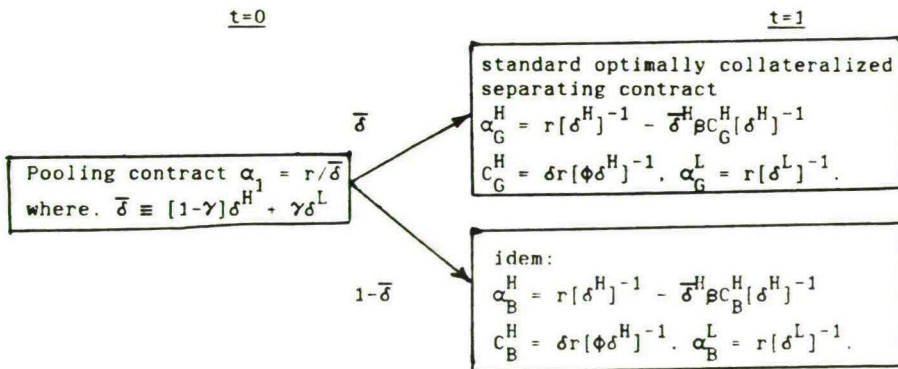 t=0
t=1
standard optimally collateralized
separating contract
α_G^H = r[δ^H]^-1 - δ̅^H βC_G^H[δ^H]^-1
C_G^H = δr[φδ^H]^-1, α_G^L = r[δ^L]^-1.
δ̅
Pooling contract α_1 = r/δ̅
where. δ̅ ≡ [1-γ]δ^H + γδ^L
1-δ̅
idem:
α_B^H = r[δ^H]^-1 - δ̅^H βC_B^H[δ^H]^-1
C_B^H = δr[φδ^H]^-1. α_B^L = r[δ^L]^-1.